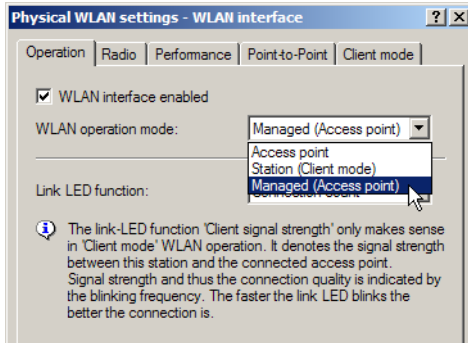 Physical WLAN settings - WLAN interface
Operation Radio Performance Point-to-Point Client mode
WLAN interface enabled
WLAN operation mode: Managed (Access point)
Access point
Station (Client mode)
Managed (Access point)
Link LED function: Connection count
The link-LED function 'Client signal strength' only makes sense
in 'Client mode' WLAN operation. It denotes the signal strength
between this station and the connected access point.
Signal strength and thus the connection quality is indicated by
the blinking frequency. The faster the link LED blinks the
better the connection is.